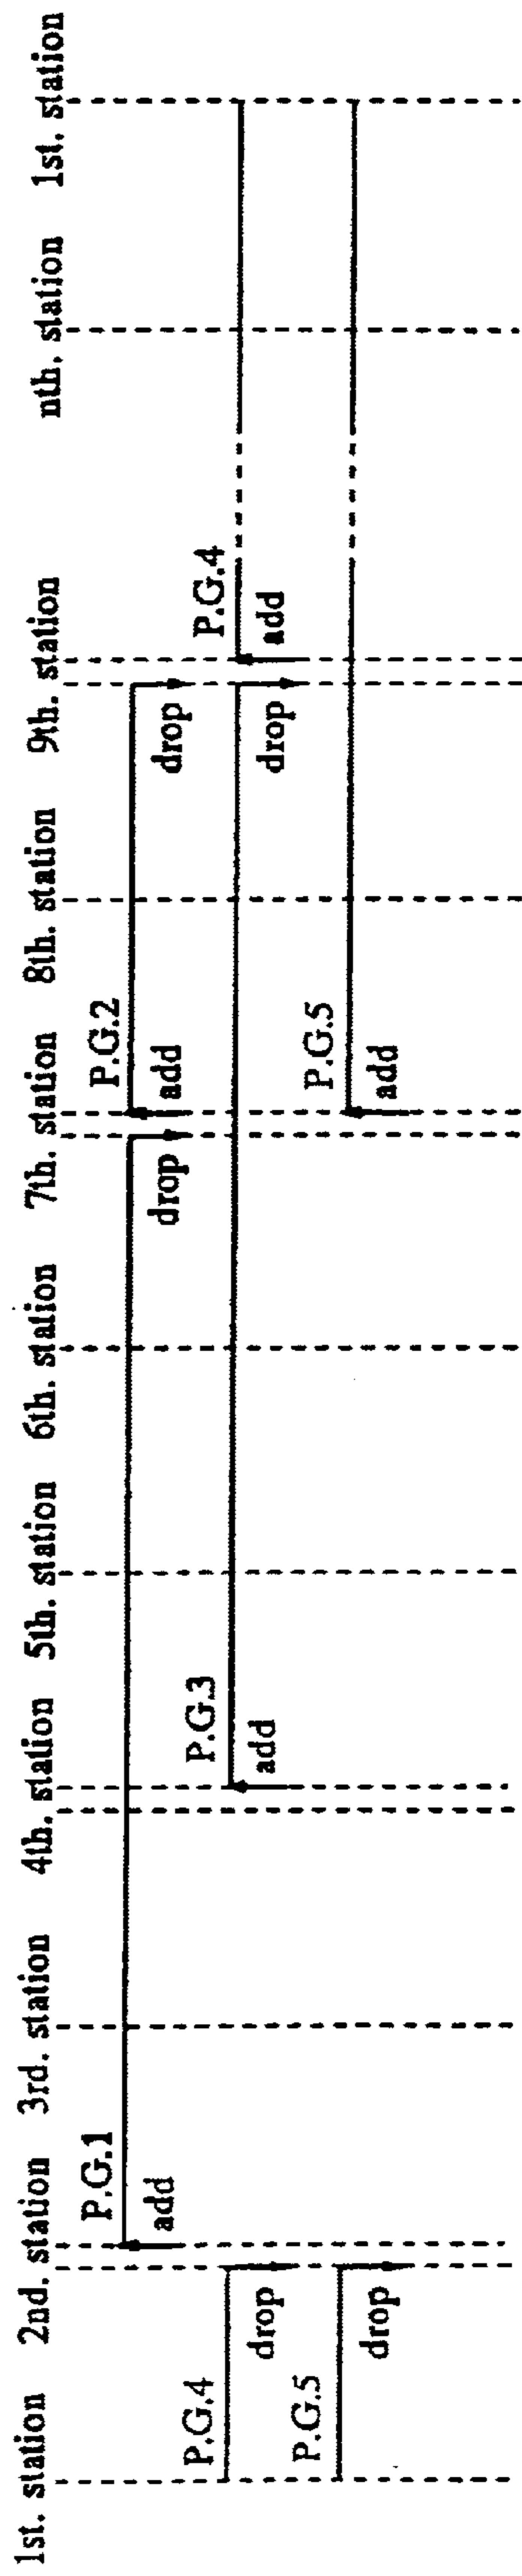 1st. station
2nd. station
3rd. station
4th. station
5th. station
6th. station
7th. station
8th. station
9th. station
nth. station
1st. station
P.G.1
add
drop
P.G.2
add
drop
P.G.4
drop
P.G.3
add
drop
P.G.4
add
P.G.5
drop
P.G.5
add